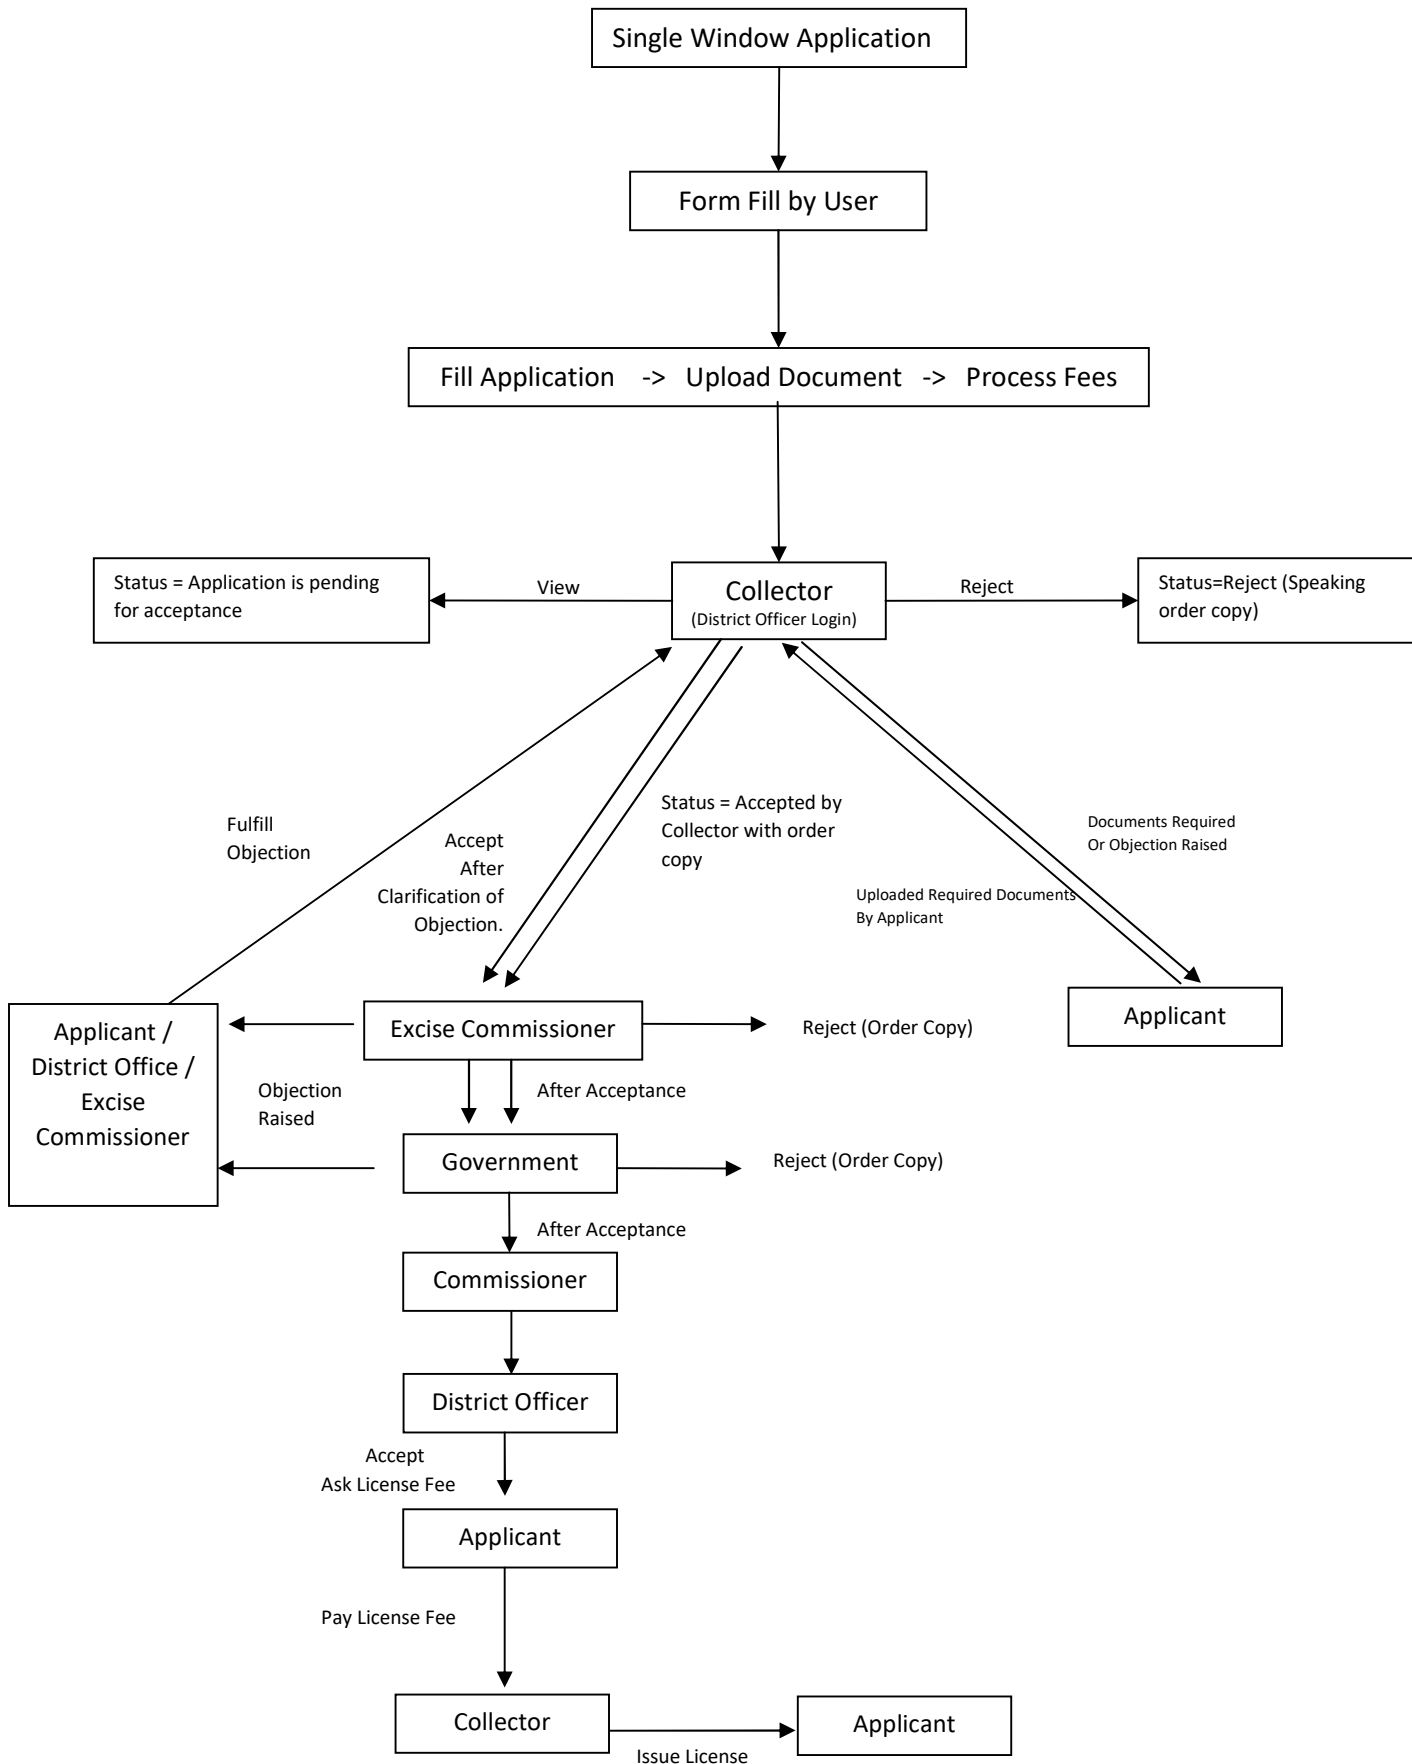 Single Window Application
Form Fill by User
Fill Application -> Upload Document -> Process Fees
Status = Application is pending
for acceptance
View
Collector
(District Officer Login)
Reject
Status=Reject (Speaking
order copy)
Fulfill
Objection
Accept
After
Clarification of
Objection.
Status = Accepted by
Collector with order
copy
Documents Required
Or Objection Raised
Uploaded Required Documents
By Applicant
Applicant /
District Office /
Excise
Commissioner
Excise Commissioner
Reject (Order Copy)
Applicant
Objection
Raised
After Acceptance
Government
Reject (Order Copy)
After Acceptance
Commissioner
District Officer
Accept
Ask License Fee
Applicant
Pay License Fee
Collector
Issue License
Applicant